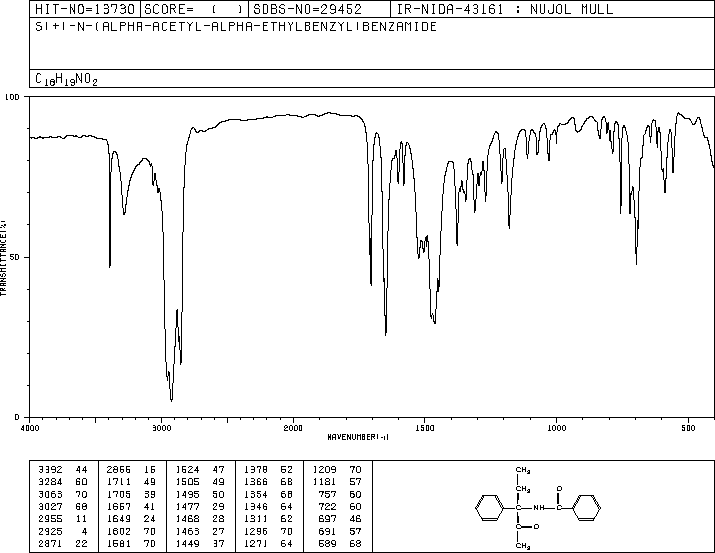 HIT-NO=13730 SCORE= ( ) SDBS-NO=29452 IR-NIDA-43161 : NUJOL MULL
S(+)-N-(ALPHA-ACETYL-ALPHA-ETHYLBENZYL)BENZAMIDE
C18H19NO2
100
50
0
TRANSMITTANCE(%)
4000 3000 2000 1500 1000 500
WAVENUMBER(-1)
3392 44 2866 16 1524 47 1378 52 1209 70
3284 60 1711 49 1505 49 1366 68 1181 57
3063 70 1705 39 1495 50 1354 68 757 60
3027 68 1657 41 1477 29 1346 64 722 60
2955 11 1649 24 1468 28 1311 62 697 46
2925 4 1602 70 1463 27 1296 70 691 57
2871 22 1581 70 1449 37 1271 64 589 68
CH3
CH2
O
C NH C
C=O
CH3